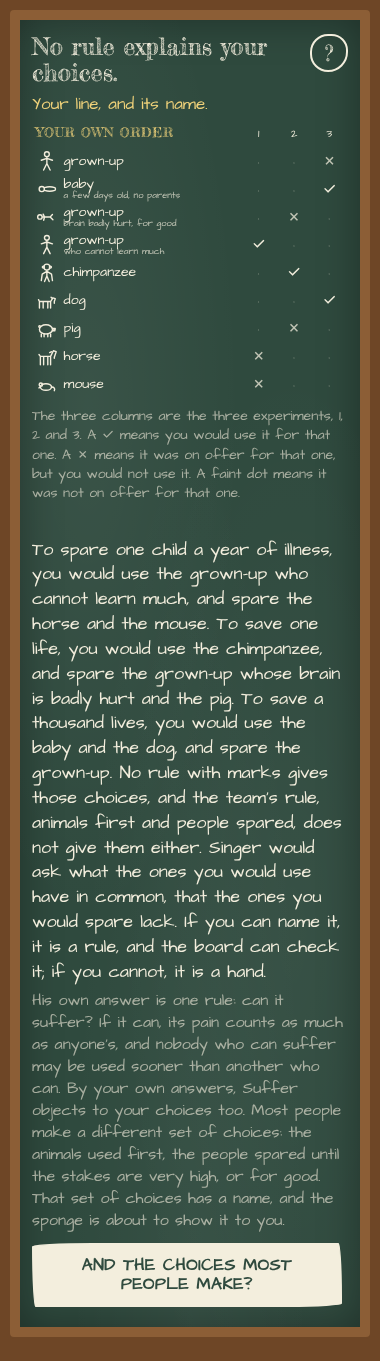 No rule explains your
choices.
?
Your line, and its name.
YOUR OWN ORDER 1 2 3
grown-up · · ×
baby · · ✓
a few days old, no parents
grown-up · × ·
brain badly hurt, for good
grown-up ✓ · ·
who cannot learn much
chimpanzee · ✓ ·
dog · · ✓
pig · × ·
horse × · ·
mouse × · ·
The three columns are the three experiments, 1,
2 and 3. A ✓ means you would use it for that
one. A × means it was on offer for that one,
but you would not use it. A faint dot means it
was not on offer for that one.
To spare one child a year of illness,
you would use the grown-up who
cannot learn much, and spare the
horse and the mouse. To save one
life, you would use the chimpanzee,
and spare the grown-up whose brain
is badly hurt and the pig. To save a
thousand lives, you would use the
baby and the dog, and spare the
grown-up. No rule with marks gives
those choices, and the team's rule,
animals first and people spared, does
not give them either. Singer would
ask what the ones you would use
have in common, that the ones you
would spare lack. If you can name it,
it is a rule, and the board can check
it; if you cannot, it is a hand.
His own answer is one rule: can it
suffer? If it can, its pain counts as much
as anyone's, and nobody who can suffer
may be used sooner than another who
can. By your own answers, Suffer
objects to your choices too. Most people
make a different set of choices: the
animals used first, the people spared until
the stakes are very high, or for good.
That set of choices has a name, and the
sponge is about to show it to you.
AND THE CHOICES MOST
PEOPLE MAKE?